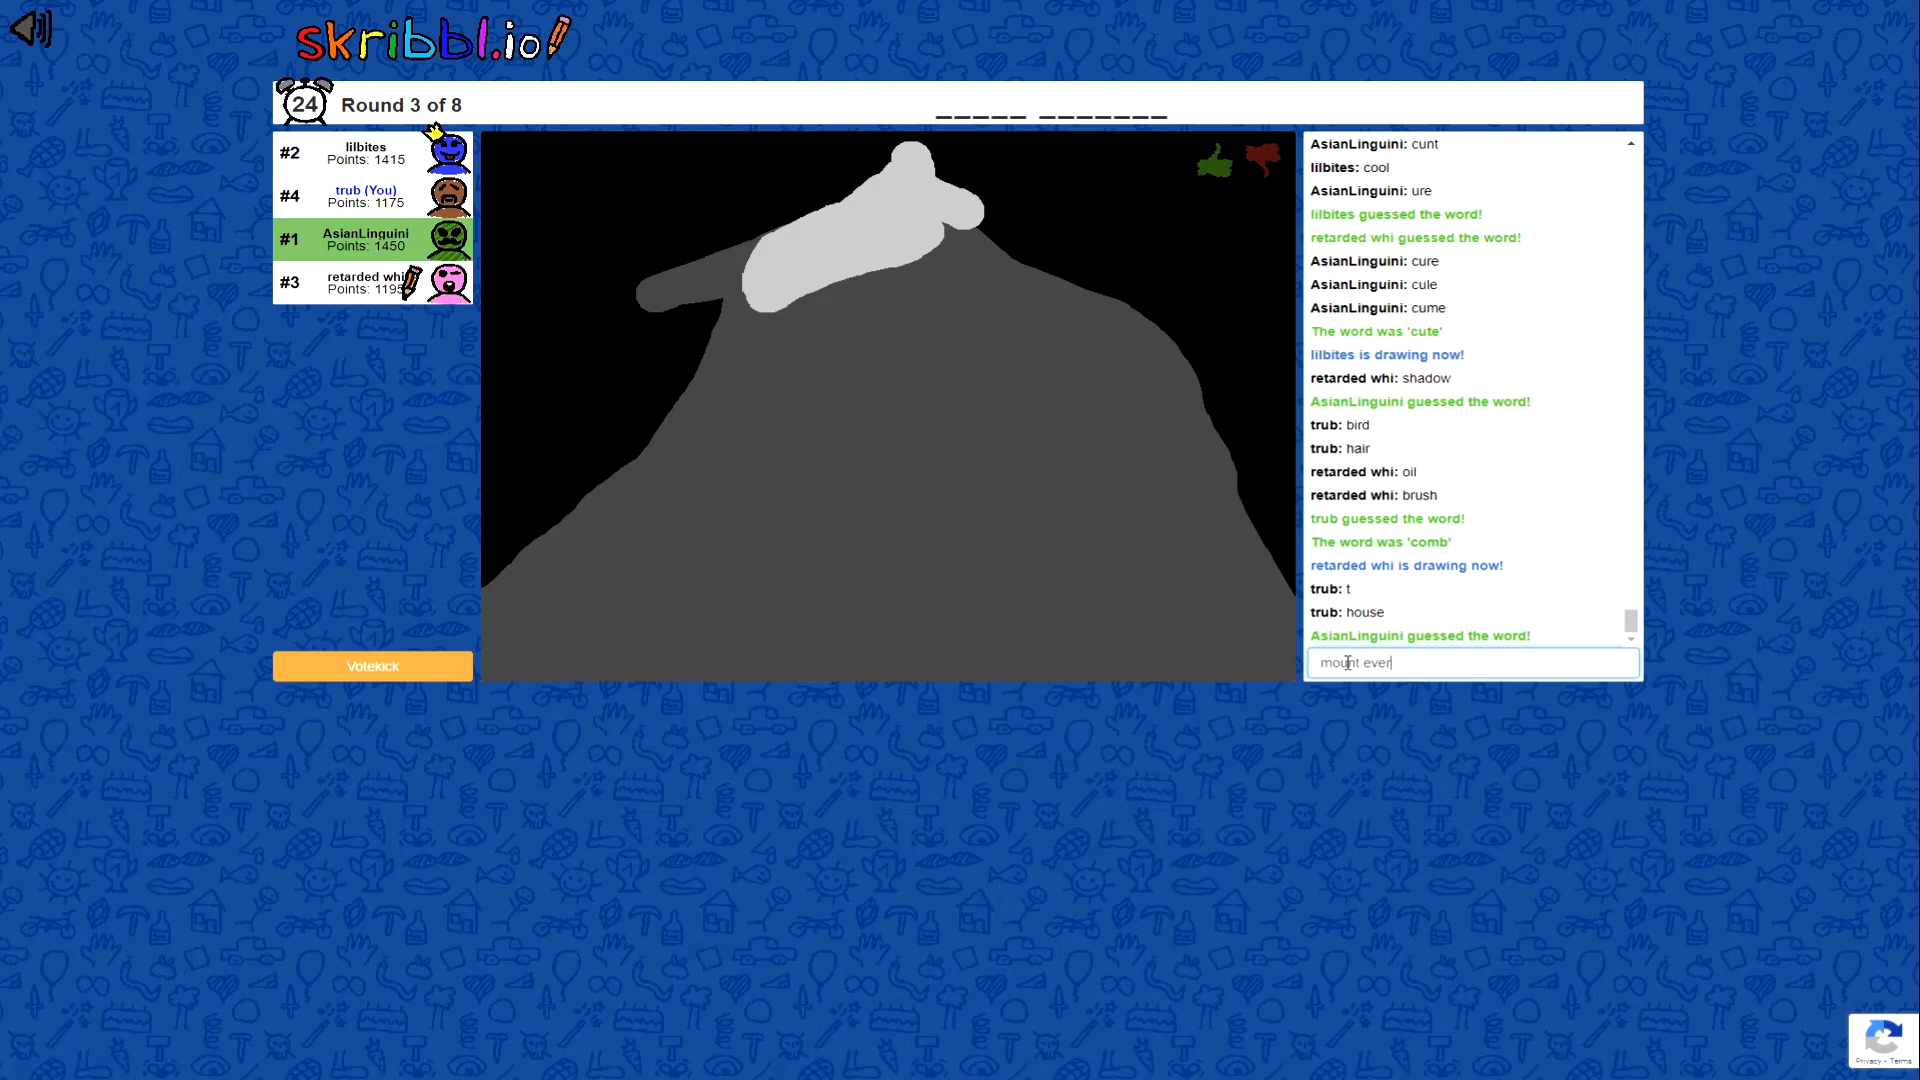 skribbl.io
24
Round 3 of 8
_____ _______
#2
lilbites
Points: 1415
#4
trub (You)
Points: 1175
#1
AsianLinguini
Points: 1450
#3
retarded whi
Points: 1195
Votekick
AsianLinguini: cunt
lilbites: cool
AsianLinguini: ure
lilbites guessed the word!
retarded whi guessed the word!
AsianLinguini: cure
AsianLinguini: cule
AsianLinguini: cume
The word was 'cute'
lilbites is drawing now!
retarded whi: shadow
AsianLinguini guessed the word!
trub: bird
trub: hair
retarded whi: oil
retarded whi: brush
trub guessed the word!
The word was 'comb'
retarded whi is drawing now!
trub: t
trub: house
AsianLinguini guessed the word!
mount ever
Privacy - Terms